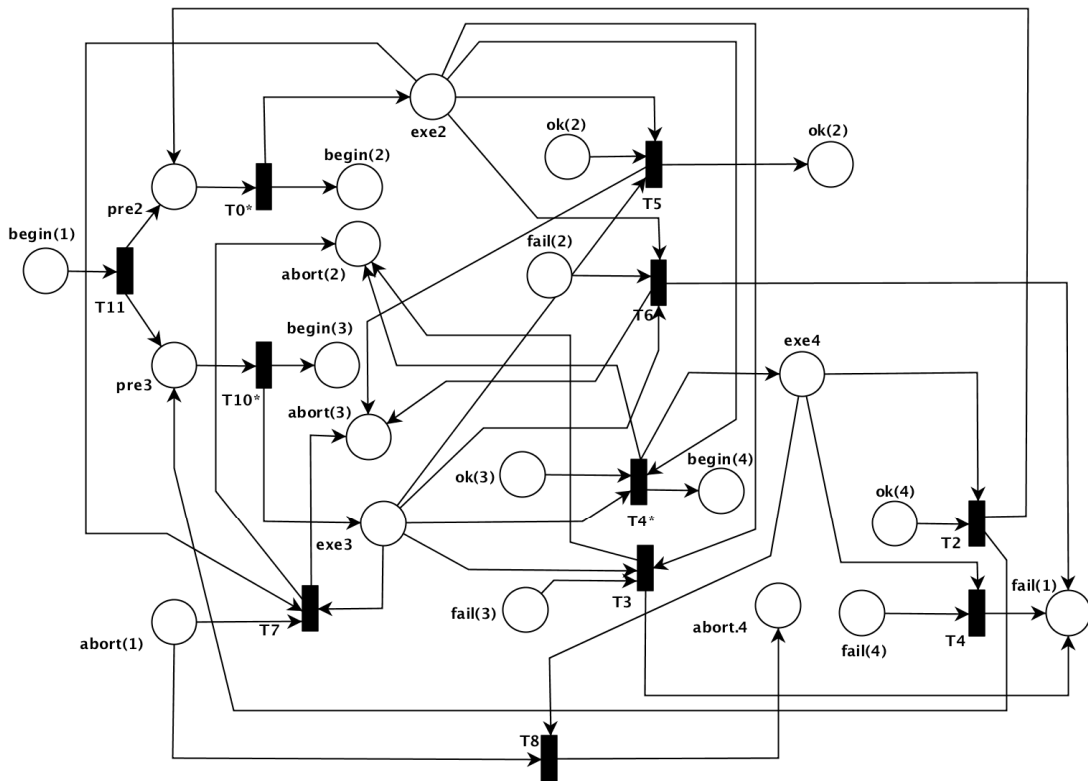 ok(2)
exe2
begin(2)
ok(2)
pre2
T0*
T5
begin(1)
fail(2)
abort(2)
T11
T6
begin(3)
exe4
pre3
T10*
abort(3)
begin(4)
ok(3)
ok(4)
T4*
exe3
T2
fail(1)
T3
fail(3)
abort.4
T7
abort(1)
T4
fail(4)
T8